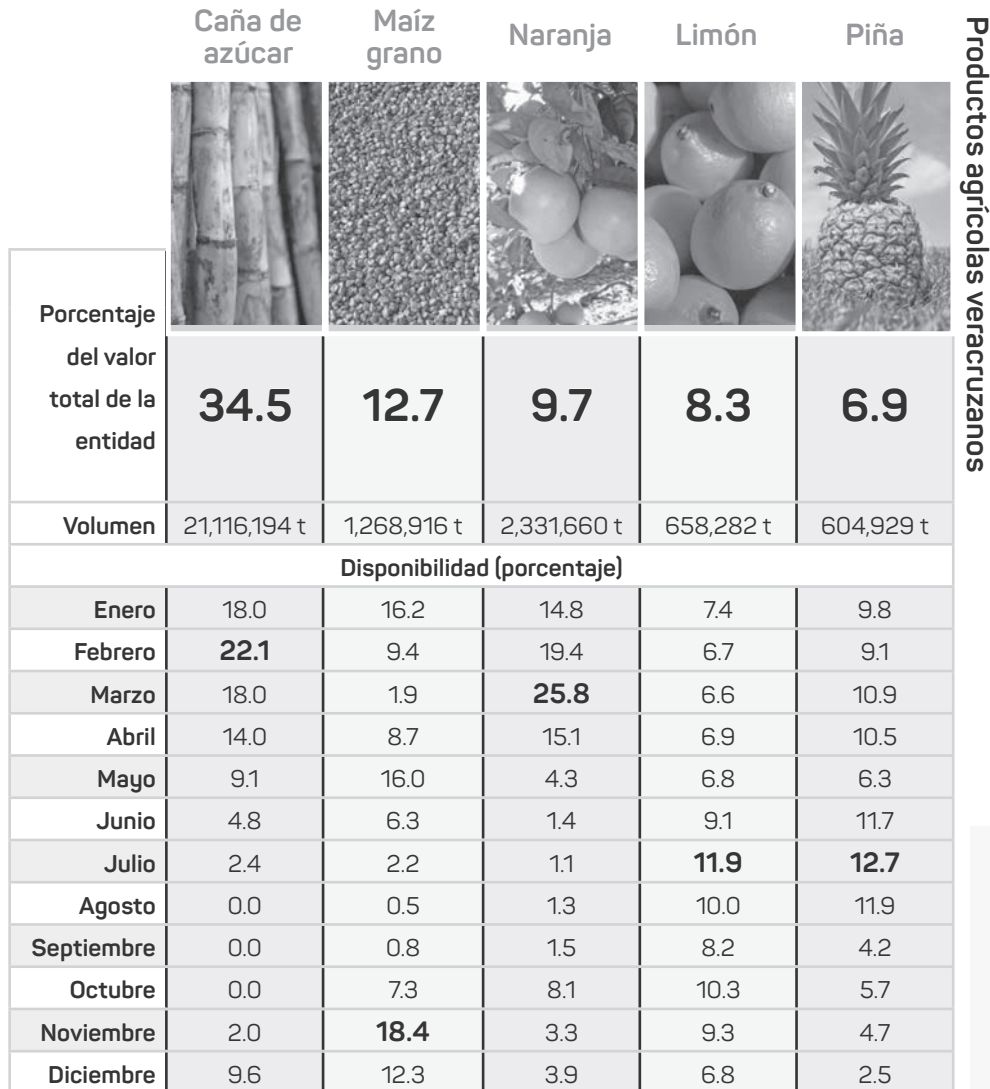 Productos agrícolas veracruzanos
Caña de azúcar Maíz grano Naranja Limón Piña
Porcentaje
del valor
total de la
entidad
34.5 12.7 9.7 8.3 6.9
Volumen 21,116,194 t 1,268,916 t 2,331,660 t 658,282 t 604,929 t
Disponibilidad (porcentaje)
Enero 18.0 16.2 14.8 7.4 9.8
Febrero 22.1 9.4 19.4 6.7 9.1
Marzo 18.0 1.9 25.8 6.6 10.9
Abril 14.0 8.7 15.1 6.9 10.5
Mayo 9.1 16.0 4.3 6.8 6.3
Junio 4.8 6.3 1.4 9.1 11.7
Julio 2.4 2.2 1.1 11.9 12.7
Agosto 0.0 0.5 1.3 10.0 11.9
Septiembre 0.0 0.8 1.5 8.2 4.2
Octubre 0.0 7.3 8.1 10.3 5.7
Noviembre 2.0 18.4 3.3 9.3 4.7
Diciembre 9.6 12.3 3.9 6.8 2.5